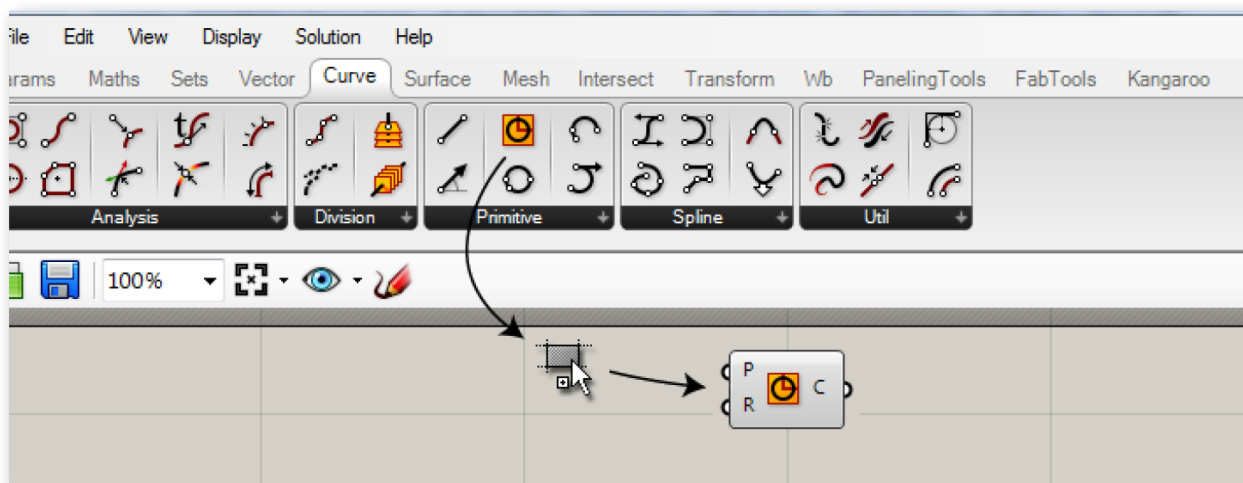 File Edit View Display Solution Help
arams Maths Sets Vector Curve Surface Mesh Intersect Transform Wb PanelingTools FabTools Kangaroo
Analysis Division Primitive Spline Util
100%
P
C
R